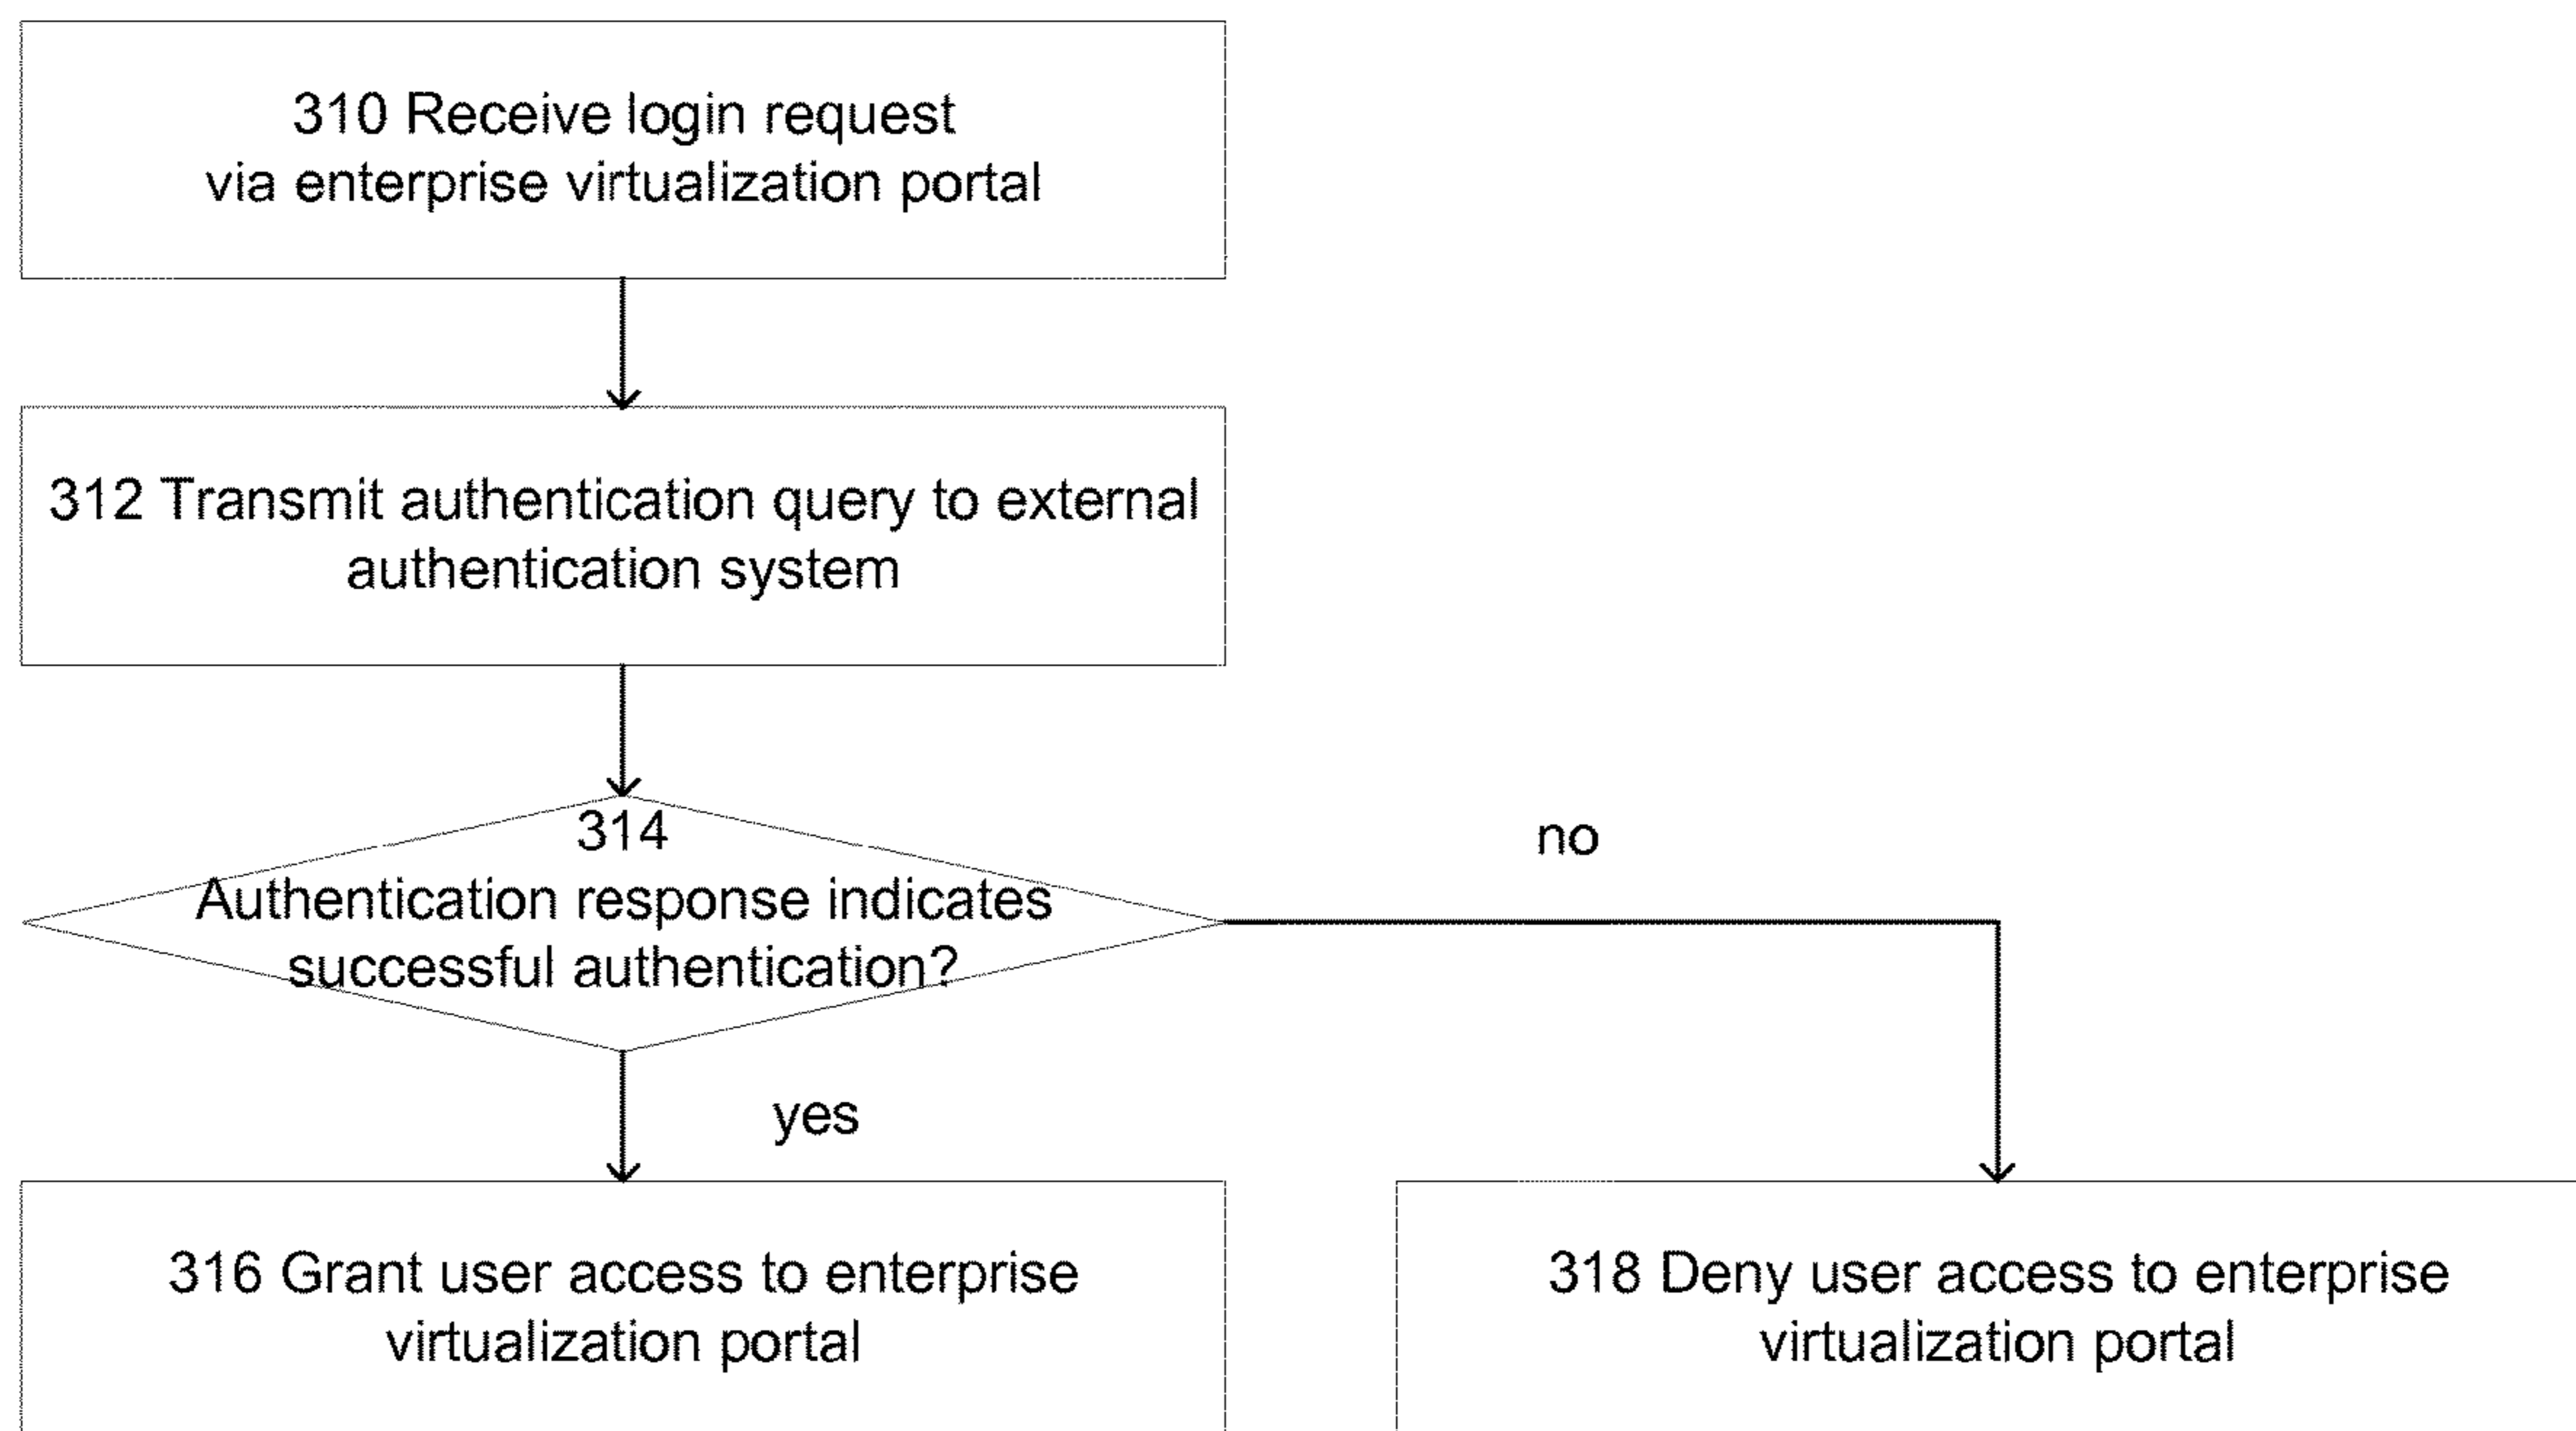 310 Receive login request
via enterprise virtualization portal
312 Transmit authentication query to external
authentication system
314
Authentication response indicates
successful authentication?
no
yes
316 Grant user access to enterprise
virtualization portal
318 Deny user access to enterprise
virtualization portal